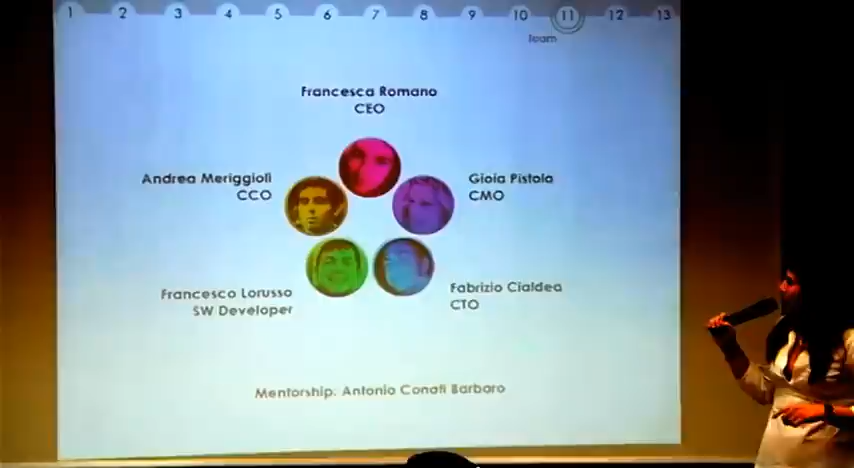 1 2 3 4 5 6 7 8 9 10 11 12 13
Team
Francesca Romano
CEO
Andrea Meriggioli
CCO
Gioia Pistola
CMO
Francesco Lorusso
SW Developer
Fabrizio Cialdea
CTO
Mentorship. Antonio Conati Barbaro